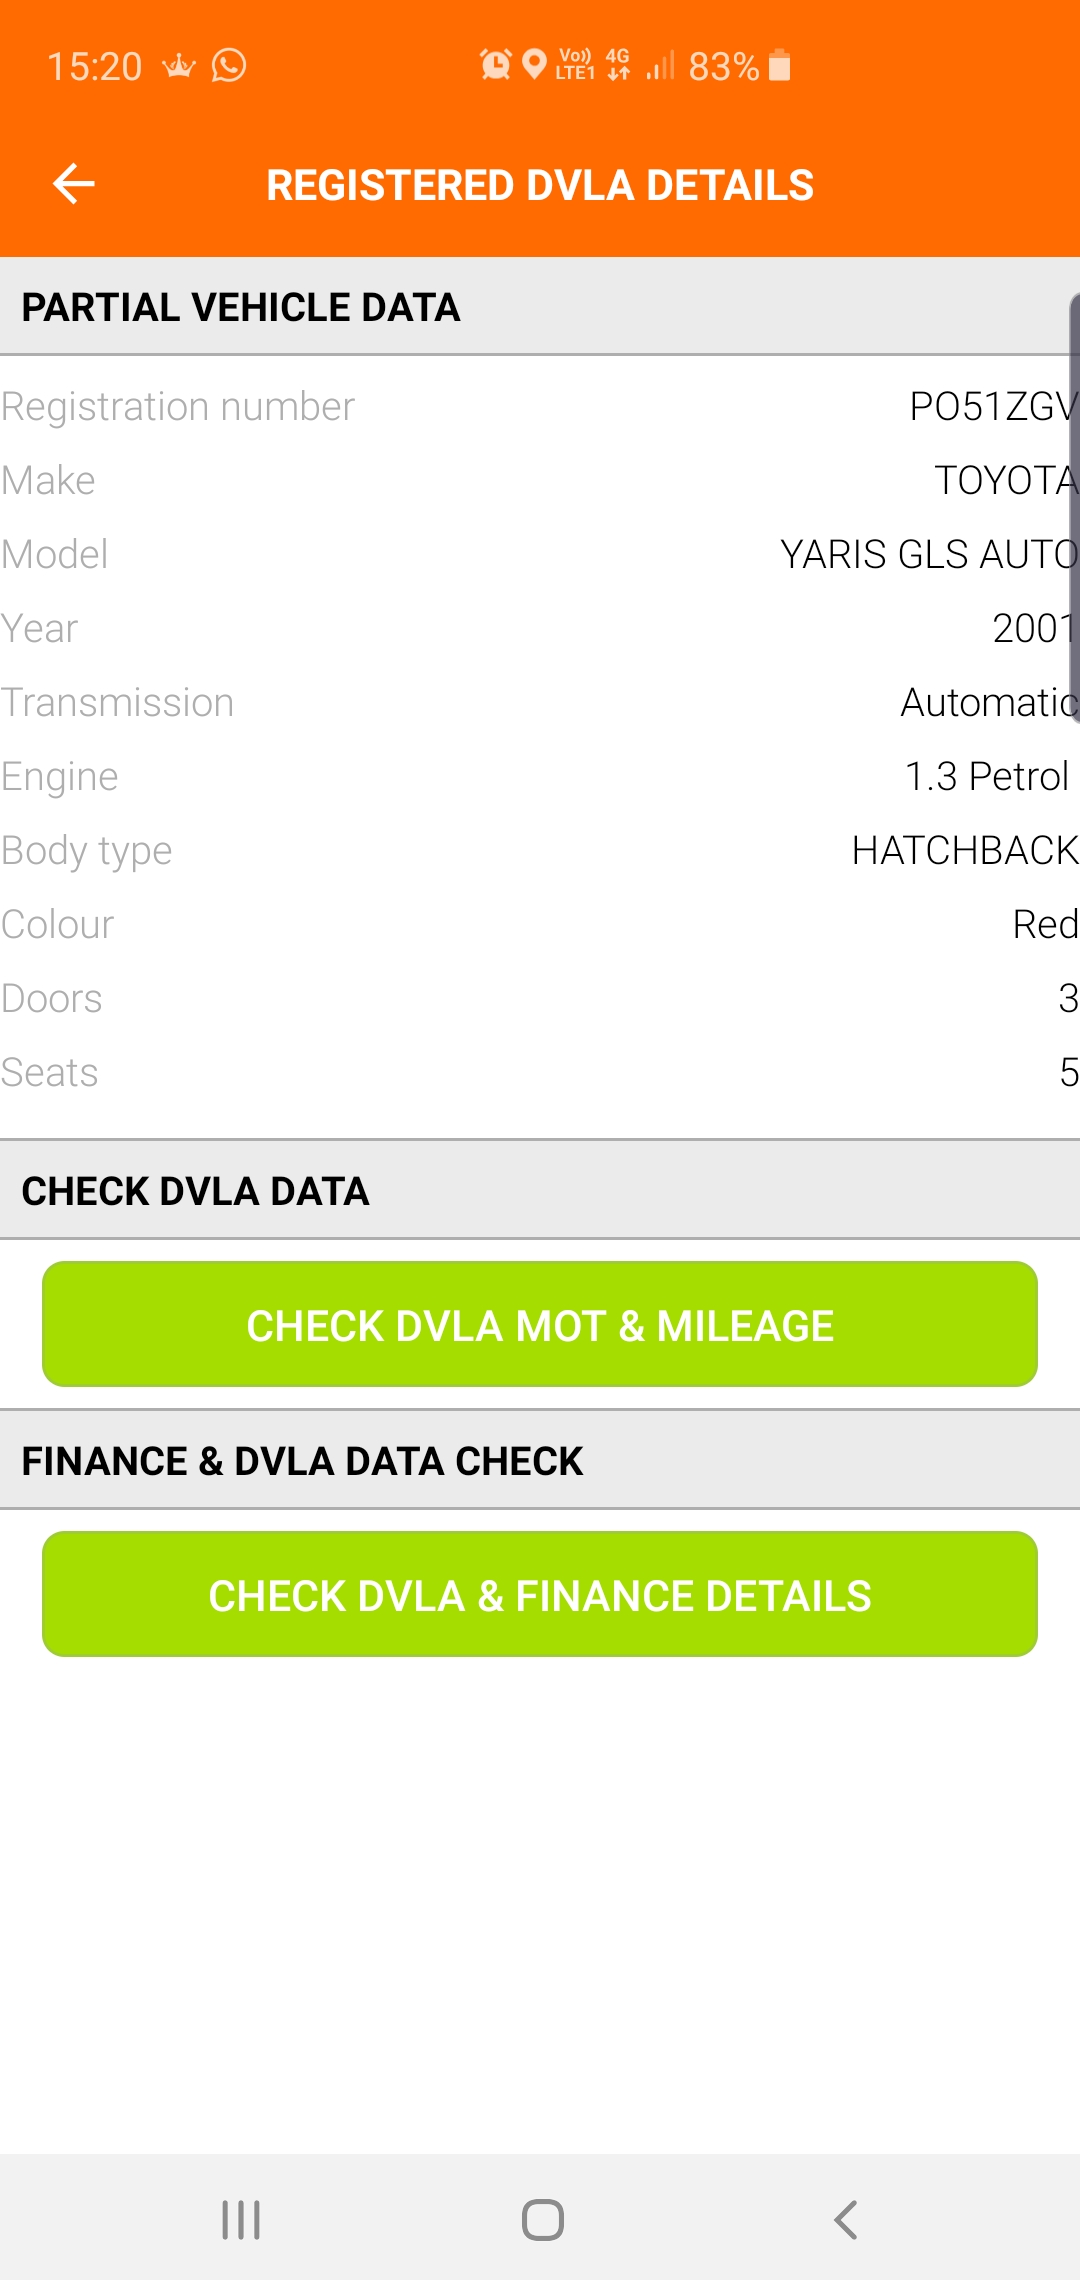 15:20 Vo)) LTE1 4G 83%
REGISTERED DVLA DETAILS
PARTIAL VEHICLE DATA
Registration number PO51ZGV
Make TOYOTA
Model YARIS GLS AUTO
Year 2001
Transmission Automatic
Engine 1.3 Petrol
Body type HATCHBACK
Colour Red
Doors 3
Seats 5
CHECK DVLA DATA
CHECK DVLA MOT & MILEAGE
FINANCE & DVLA DATA CHECK
CHECK DVLA & FINANCE DETAILS